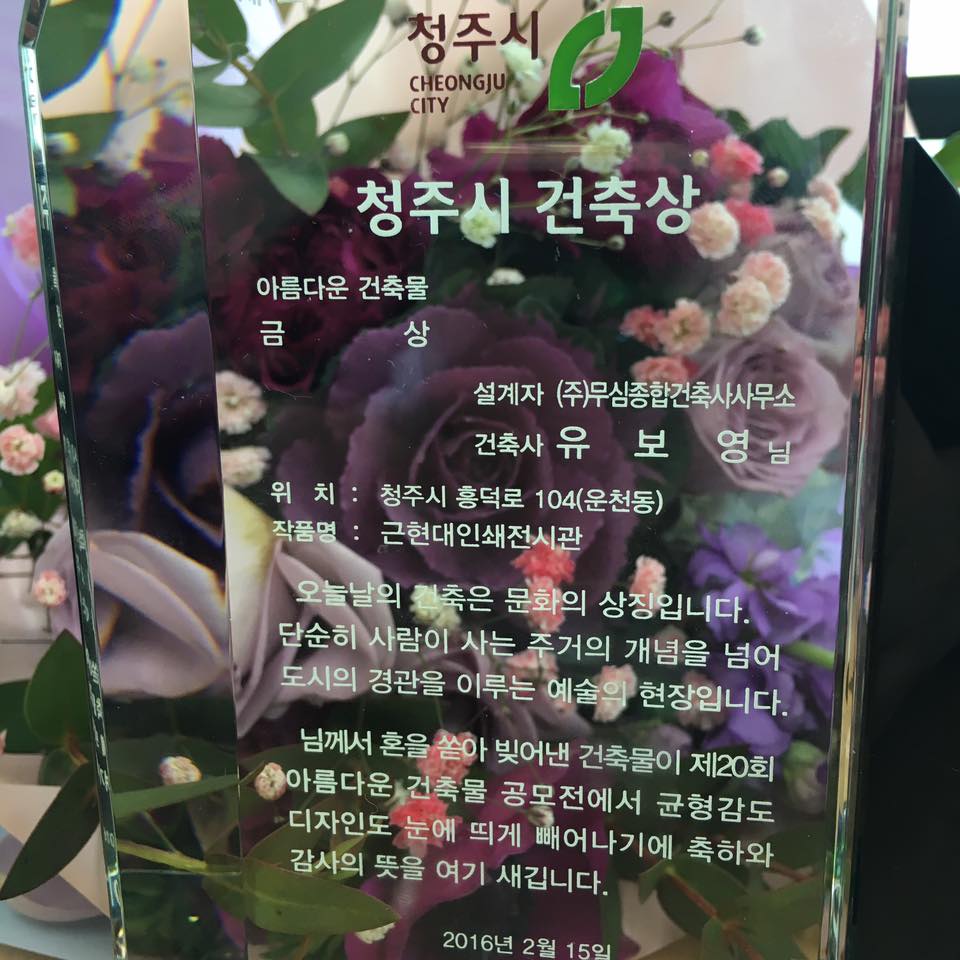 청주시
CHEONGJU
CITY
청주시 건축상
아름다운 건축물
금 상
설계자 (주)무심종합건축사사무소
건축사 유 보 영 님
위 치 : 청주시 흥덕로 104(운천동)
작품명 : 근현대인쇄전시관
오늘날의 건축은 문화의 상징입니다.
단순히 사람이 사는 주거의 개념을 넘어
도시의 경관을 이루는 예술의 현장입니다.
님께서 혼을 쏟아 빚어낸 건축물이 제20회
아름다운 건축물 공모전에서 균형감도
디자인도 눈에 띄게 빼어나기에 축하와
감사의 뜻을 여기 새깁니다.
2016년 2월 15일